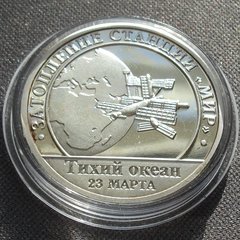 · ЗАТОПЛЕНИЕ СТАНЦИИ «МИР» ·
Тихий океан
23 МАРТА